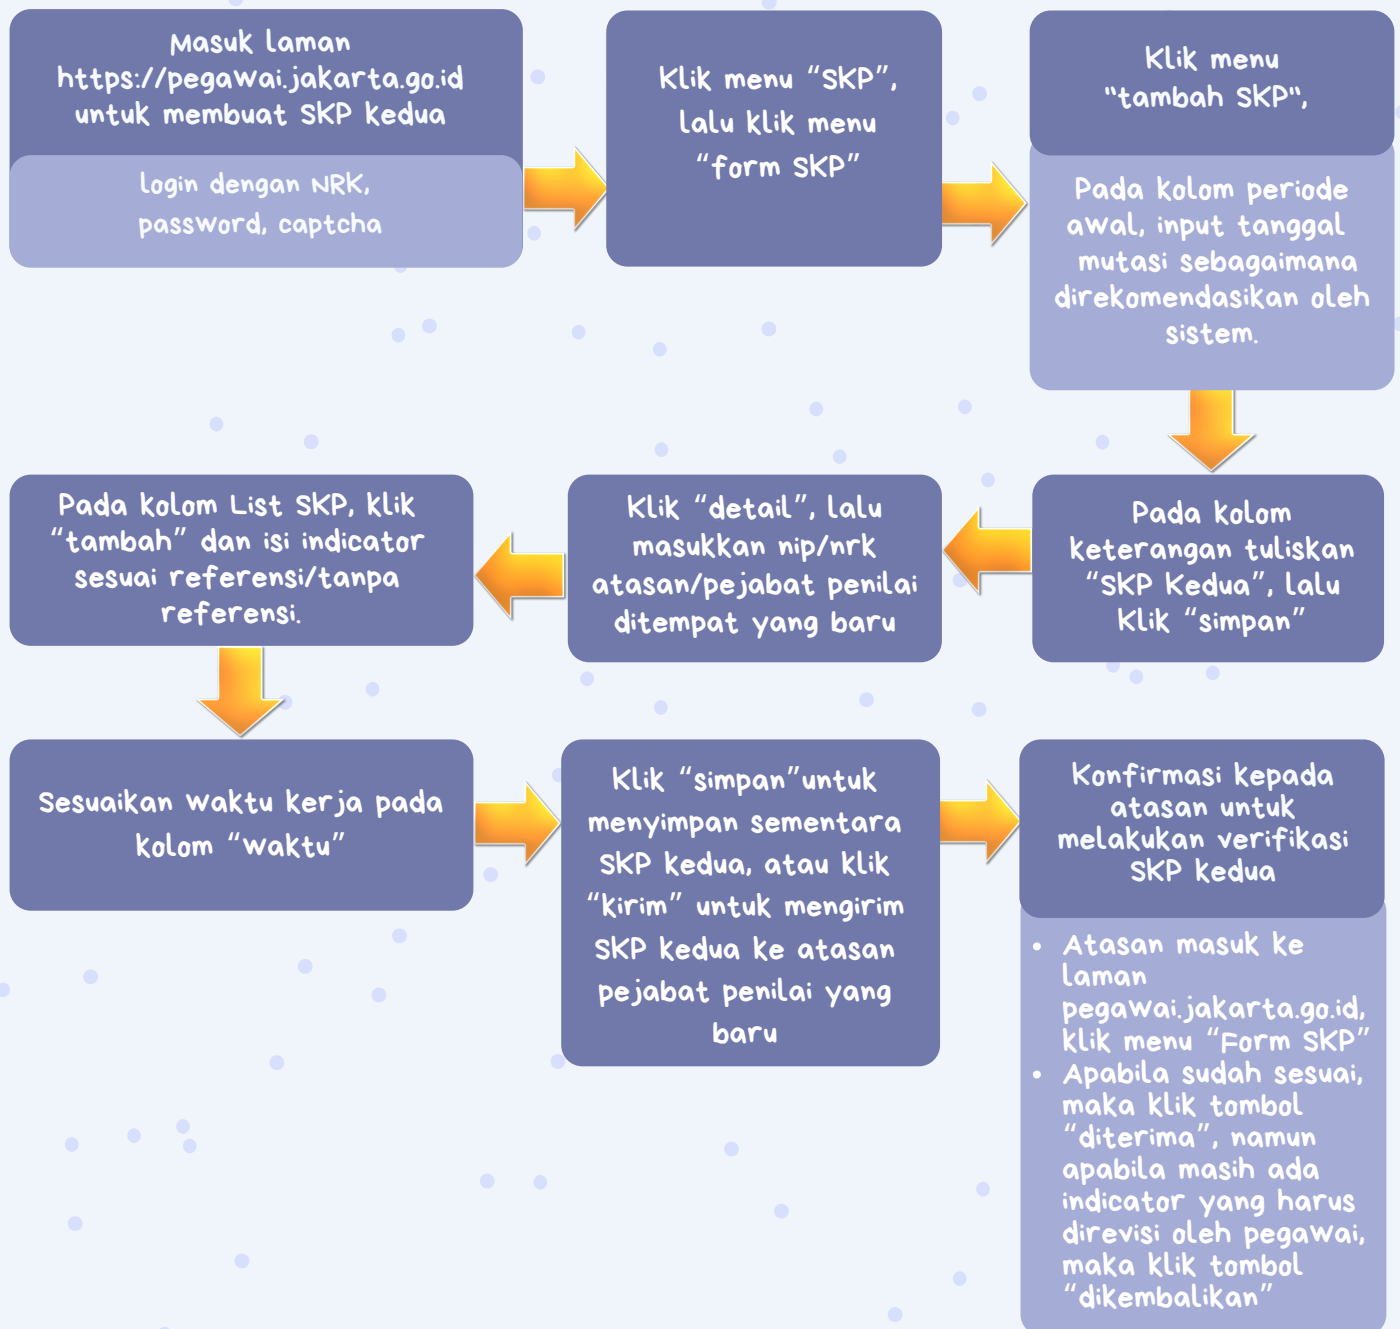 Masuk laman
https://pegawai.jakarta.go.id
untuk membuat SKP kedua
login dengan NRK,
password, captcha
Klik menu “SKP”,
lalu klik menu
“form SKP”
Klik menu
"tambah SKP",
Pada kolom periode
awal, input tanggal
mutasi sebagaimana
direkomendasikan oleh
sistem.
Pada kolom
keterangan tuliskan
“SKP Kedua”, lalu
Klik “simpan”
Klik “detail”, lalu
masukkan nip/nrk
atasan/pejabat penilai
ditempat yang baru
Pada kolom List SKP, klik
“tambah” dan isi indicator
sesuai referensi/tanpa
referensi.
Sesuaikan waktu kerja pada
kolom “waktu”
Klik “simpan”untuk
menyimpan sementara
SKP kedua, atau klik
“kirim” untuk mengirim
SKP kedua ke atasan
pejabat penilai yang
baru
Konfirmasi kepada
atasan untuk
melakukan verifikasi
SKP kedua
• Atasan masuk ke
laman
pegawai.jakarta.go.id,
klik menu “Form SKP”
• Apabila sudah sesuai,
maka klik tombol
“diterima”, namun
apabila masih ada
indicator yang harus
direvisi oleh pegawai,
maka klik tombol
“dikembalikan”